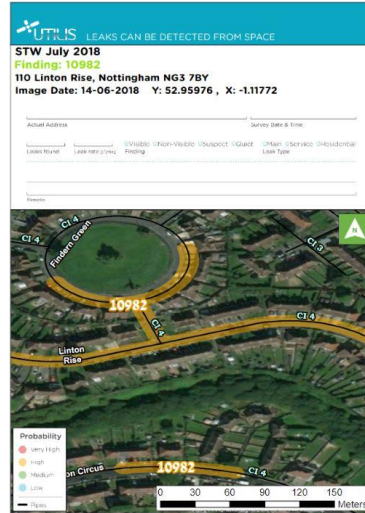 UTILIS LEAKS CAN BE DETECTED FROM SPACE
STW July 2018
Finding: 10982
110 Linton Rise, Nottingham NG3 7BY
Image Date: 14-06-2018 Y: 52.95976 , X: -1.11772
Actual Address Survey Date & Time
Visible Non-Visible Suspect Quiet Main Service Residential
Leaks found Leak rate Finding Leak Type
Remarks
N
CI 4
CI 4
CI 3
Findern Green
10982
CI 4
CI 4
Linton
Rise
Probability
Very High
High
Medium
Low
Pipes
on Circus
10982
CI 4
0 30 60 90 120 150
Meters